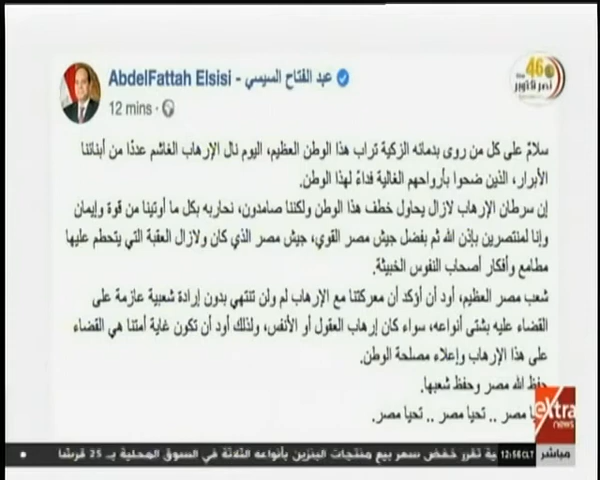 AbdelFattah Elsisi - عبد الفتاح السيسي
12 mins ·
46
سلامٌ على كل من روى بدمائه الزكية تراب هذا الوطن العظيم، اليوم نال الإرهاب الغاشم عددًا من أبنائنا
الأبرار، الذين ضحوا بأرواحهم الغالية فداءً لهذا الوطن.
إن سرطان الإرهاب لازال يحاول خطف هذا الوطن ولكننا صامدون، نحاربه بكل ما أوتينا من قوة وإيمان
وإنا لمنتصرين بإذن الله ثم بفضل جيش مصر القوي، جيش مصر الذي كان ولازال العقبة التي يتحطم عليها
مطامع وأفكار أصحاب النفوس الخبيثة.
شعب مصر العظيم، أود أن أؤكد أن معركتنا مع الإرهاب لم ولن تنتهي بدون إرادة شعبية عازمة على
القضاء عليه بشتى أنواعه، سواء كان إرهاب العقول أو الأنفس، ولذلك أود أن تكون غاية أمتنا هي القضاء
على هذا الإرهاب وإعلاء مصلحة الوطن.
حفظ الله مصر وحفظ شعبها.
مصر .. تحيا مصر .. تحيا مصر.
eXtra
news
مباشر
12:56CLT
ية تقرر خفض سعر بيع منتجات البنزين بأنواعه الثلاثة في السوق المحلية بـ 25 قرشا